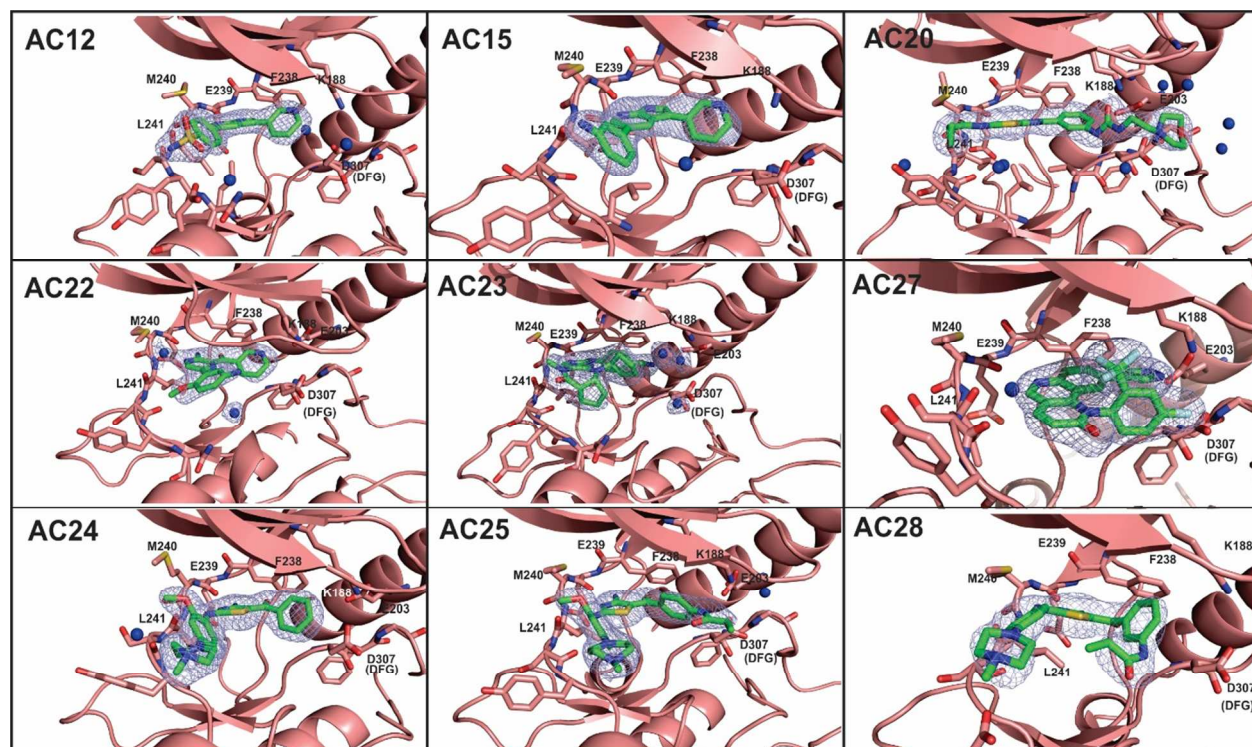 AC12
M240
E239
F238
K188
L241
D307
(DFG)
AC15
M240
E239
F238
K188
L241
D307
(DFG)
AC20
E239
F238
M240
K188
E203
L241
D307
(DFG)
AC22
M240
F238
K188
E203
L241
D307
(DFG)
AC23
M240
E239
F238
K188
E203
L241
D307
(DFG)
AC27
M240
E239
F238
K188
E203
L241
D307
(DFG)
AC24
M240
E239
F238
K188
E203
L241
D307
(DFG)
AC25
M240
E239
F238
K188
E203
L241
D307
(DFG)
AC28
E239
F238
K188
M240
L241
D307
(DFG)